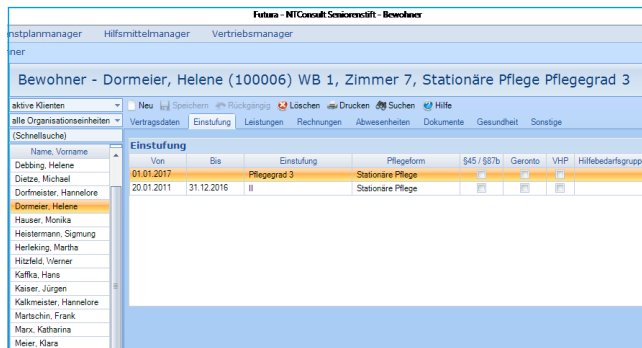 Futura - NTConsult Seniorenstift - Bewohner
nstplanmanager Hilfsmittelmanager Vertriebsmanager
ner
Bewohner - Dormeier, Helene (100006) WB 1, Zimmer 7, Stationäre Pflege Pflegegrad 3
aktive Klienten Neu Speichern Rückgängig Löschen Drucken Suchen Hilfe
alle Organisationseinheiten Vertragsdaten Einstufung Leistungen Rechnungen Abwesenheiten Dokumente Gesundheit Sonstige
(Schnellsuche)
Einstufung
Name, Vorname
Von Bis Einstufung Pflegeform §45 / §87b Geronto VHP Hilfebedarfsgruppe
Debbing, Helene
01.01.2017 Pflegegrad 3 Stationäre Pflege
Dietze, Michael
20.01.2011 31.12.2016 II Stationäre Pflege
Dorfmeister, Hannelore
Dormeier, Helene
Hauser, Monika
Heistermann, Sigmung
Herleking, Martha
Hitzfeld, Werner
Kaffka, Hans
Kaiser, Jürgen
Kalkmeister, Hannelore
Martschin, Frank
Marx, Katharina
Meier, Klara